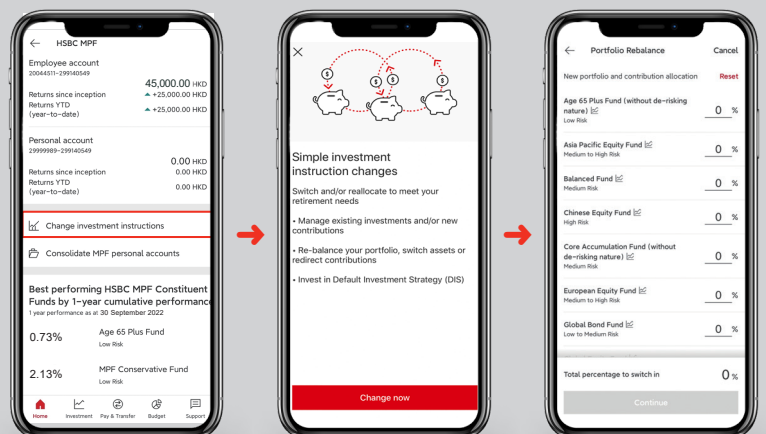 ← HSBC MPF
Employee account
20044511-299140549
45,000.00 HKD
Returns since inception ▲ +25,000.00 HKD
Returns YTD
(year-to-date) ▲ +25,000.00 HKD
Personal account
29999989-299140549
0.00 HKD
Returns since inception 0.00 HKD
Returns YTD
(year-to-date) 0.00 HKD
Change investment instructions
Consolidate MPF personal accounts
Best performing HSBC MPF Constituent
Funds by 1-year cumulative performance
1 year performance as at 30 September 2022
0.73% Age 65 Plus Fund
Low Risk
2.13% MPF Conservative Fund
Low Risk
Home Investment Pay & Transfer Budget Support
$ $ $ $
Simple investment
instruction changes
Switch and/or reallocate to meet your
retirement needs
• Manage existing investments and/or new
contributions
• Re-balance your portfolio, switch assets or
redirect contributions
• Invest in Default Investment Strategy (DIS)
Change now
← Portfolio Rebalance Cancel
New portfolio and contribution allocation Reset
Age 65 Plus Fund (without de-risking
nature) 0 %
Low Risk
Asia Pacific Equity Fund 0 %
Medium to High Risk
Balanced Fund 0 %
Medium Risk
Chinese Equity Fund 0 %
High Risk
Core Accumulation Fund (without
de-risking nature) 0 %
Medium Risk
European Equity Fund 0 %
Medium to High Risk
Global Bond Fund 0 %
Low to Medium Risk
Total percentage to switch in 0 %
Continue